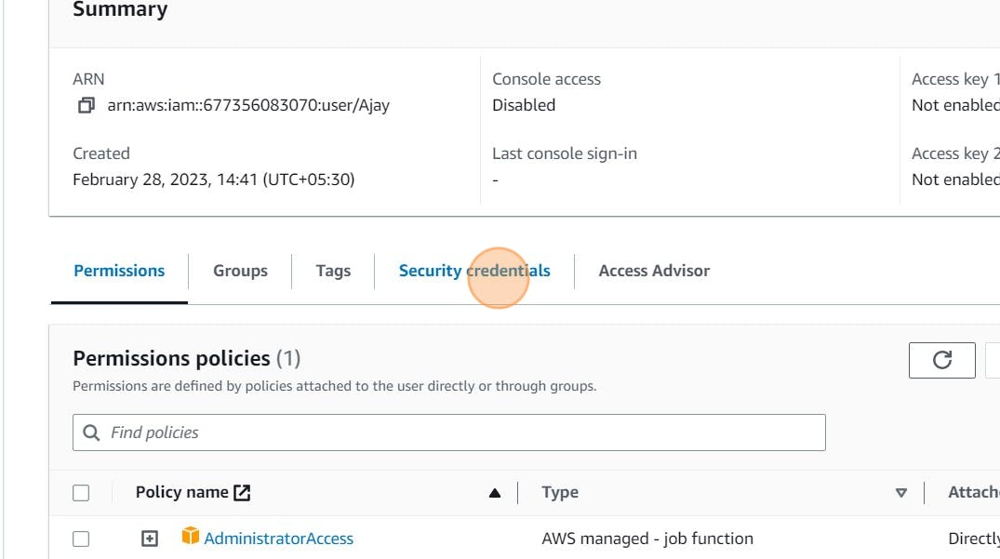 Summary
ARN
arn:aws:iam::677356083070:user/Ajay
Created
February 28, 2023, 14:41 (UTC+05:30)
Console access
Disabled
Last console sign-in
-
Access key 1
Not enabled
Access key 2
Not enabled
Permissions
Groups
Tags
Security credentials
Access Advisor
Permissions policies (1)
Permissions are defined by policies attached to the user directly or through groups.
Find policies
Policy name
Type
Attach
AdministratorAccess
AWS managed - job function
Directly